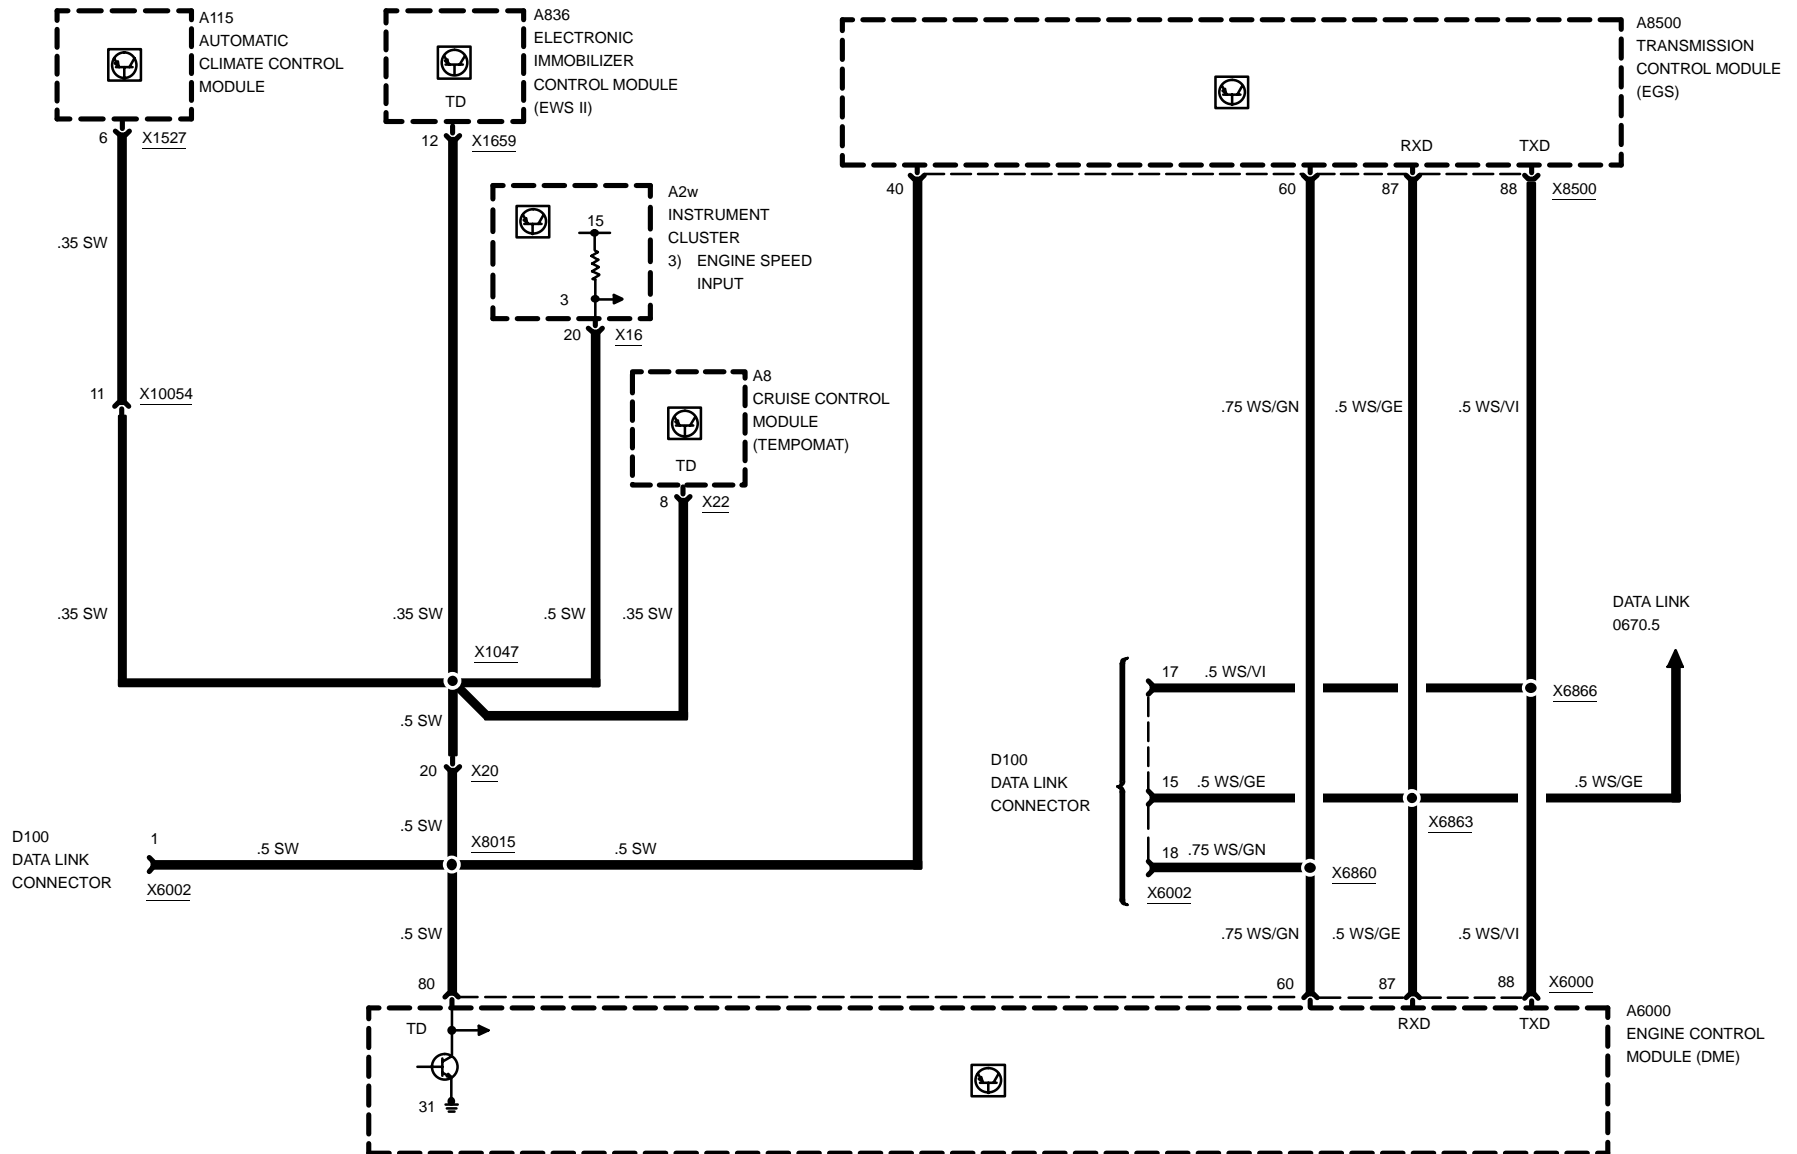 A115
AUTOMATIC
CLIMATE CONTROL
MODULE
6
X1527
A836
ELECTRONIC
IMMOBILIZER
CONTROL MODULE
(EWS II)
TD
12
X1659
A8500
TRANSMISSION
CONTROL MODULE
(EGS)
RXD
TXD
40
60
87
88
X8500
A2w
INSTRUMENT
CLUSTER
3) ENGINE SPEED
INPUT
15
3
20
X16
.35 SW
11
X10054
A8
CRUISE CONTROL
MODULE
(TEMPOMAT)
TD
8
X22
.75 WS/GN
.5 WS/GE
.5 WS/VI
.35 SW
.35 SW
.5 SW
.35 SW
DATA LINK
0670.5
X1047
.5 SW
17
.5 WS/VI
X6866
20
X20
D100
DATA LINK
CONNECTOR
15
.5 WS/GE
.5 WS/GE
X6863
.5 SW
D100
DATA LINK
CONNECTOR
1
.5 SW
X8015
.5 SW
X6002
18
.75 WS/GN
X6860
X6002
.5 SW
.75 WS/GN
.5 WS/GE
.5 WS/VI
80
60
87
88
X6000
TD
RXD
TXD
A6000
ENGINE CONTROL
MODULE (DME)
31